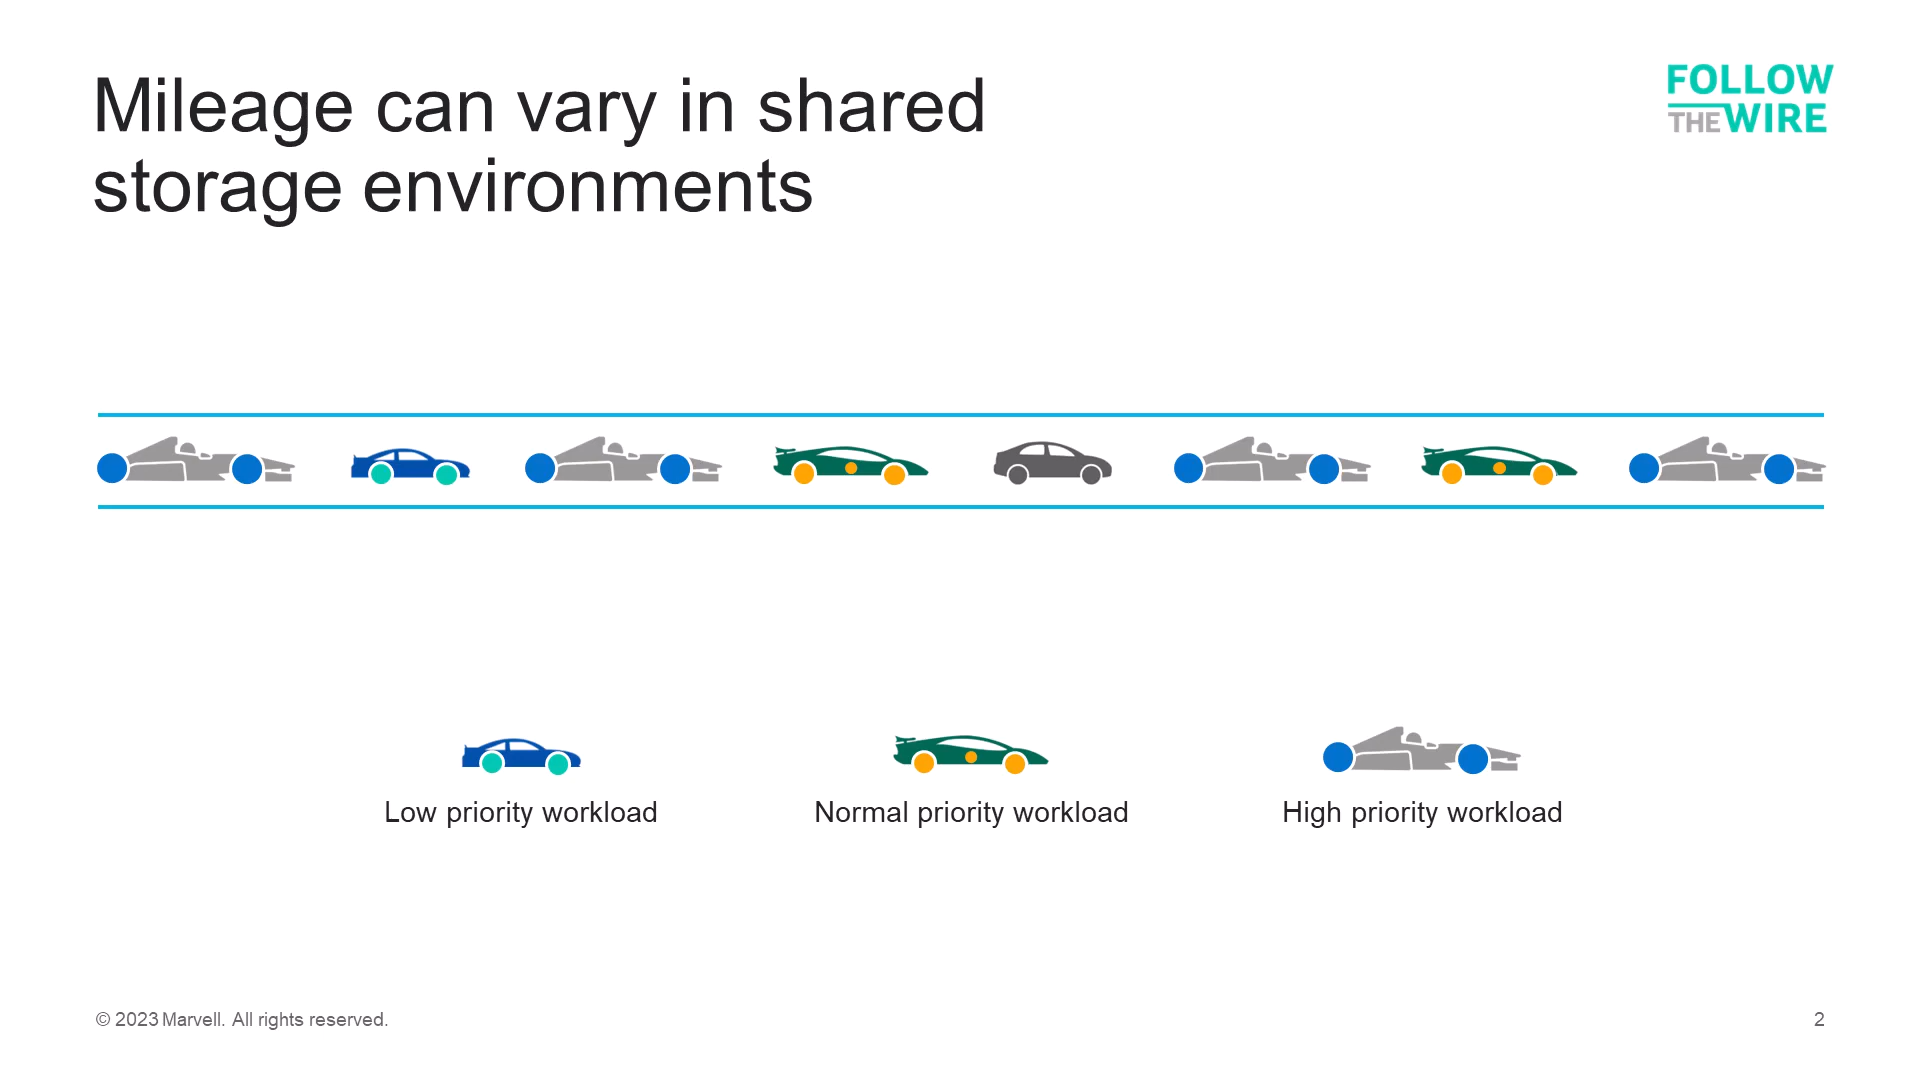 Mileage can vary in shared
storage environments
FOLLOW
THE WIRE
Low priority workload
Normal priority workload
High priority workload
© 2023 Marvell. All rights reserved.
2